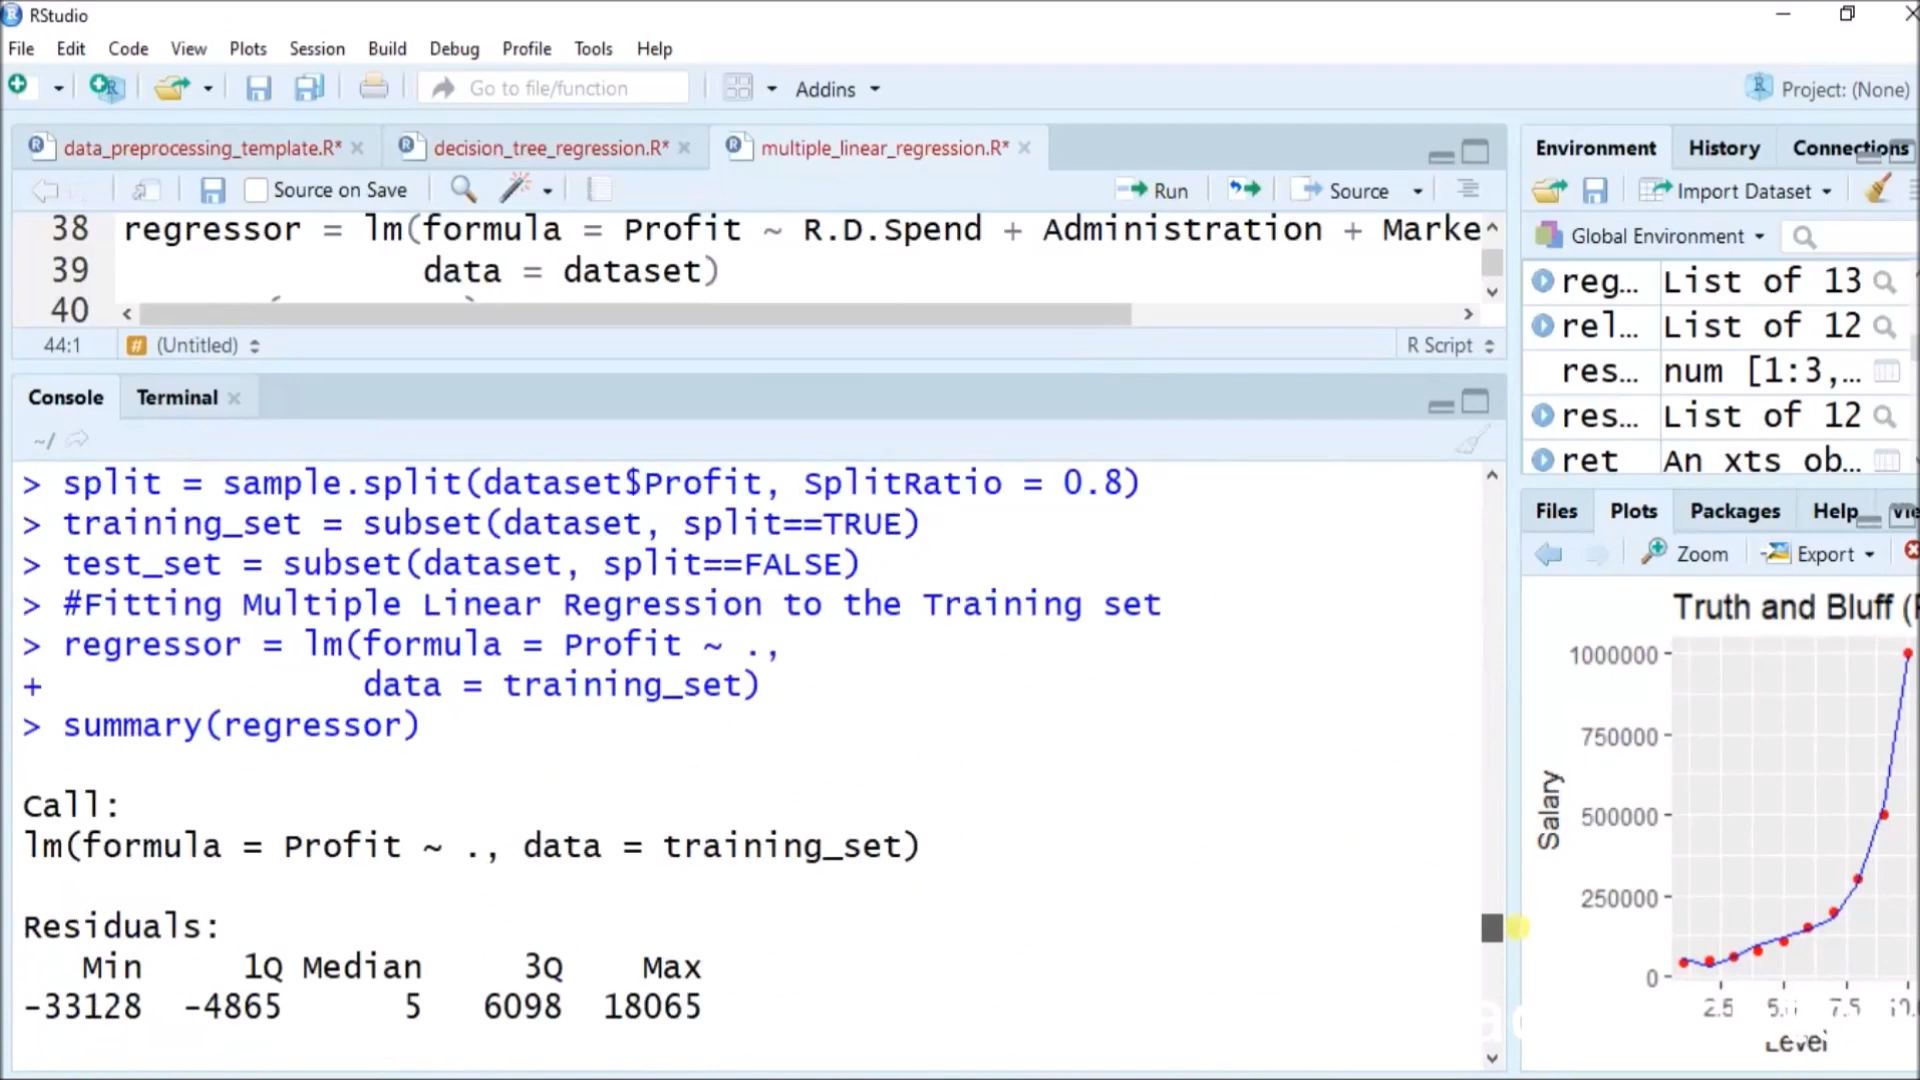 RStudio
File Edit Code View Plots Session Build Debug Profile Tools Help
Go to file/function Addins Project: (None)
data_preprocessing_template.R* decision_tree_regression.R* multiple_linear_regression.R*
Source on Save Run Source
38 regressor = lm(formula = Profit ~ R.D.Spend + Administration + Marke
39 data = dataset)
40
44:1 (Untitled) R Script
Console Terminal
~/
> split = sample.split(dataset$Profit, SplitRatio = 0.8)
> training_set = subset(dataset, split==TRUE)
> test_set = subset(dataset, split==FALSE)
> #Fitting Multiple Linear Regression to the Training set
> regressor = lm(formula = Profit ~ .,
+ data = training_set)
> summary(regressor)
Call:
lm(formula = Profit ~ ., data = training_set)
Residuals:
Min 1Q Median 3Q Max
-33128 -4865 5 6098 18065
Environment History Connections
Import Dataset
Global Environment
reg... List of 13
rel... List of 12
res... num [1:3,...
res... List of 12
ret An xts ob...
Files Plots Packages Help Vie
Zoom Export
Truth and Bluff (
1000000
750000
500000
250000
0
Salary
2.5 5.0 7.5 10.
Level